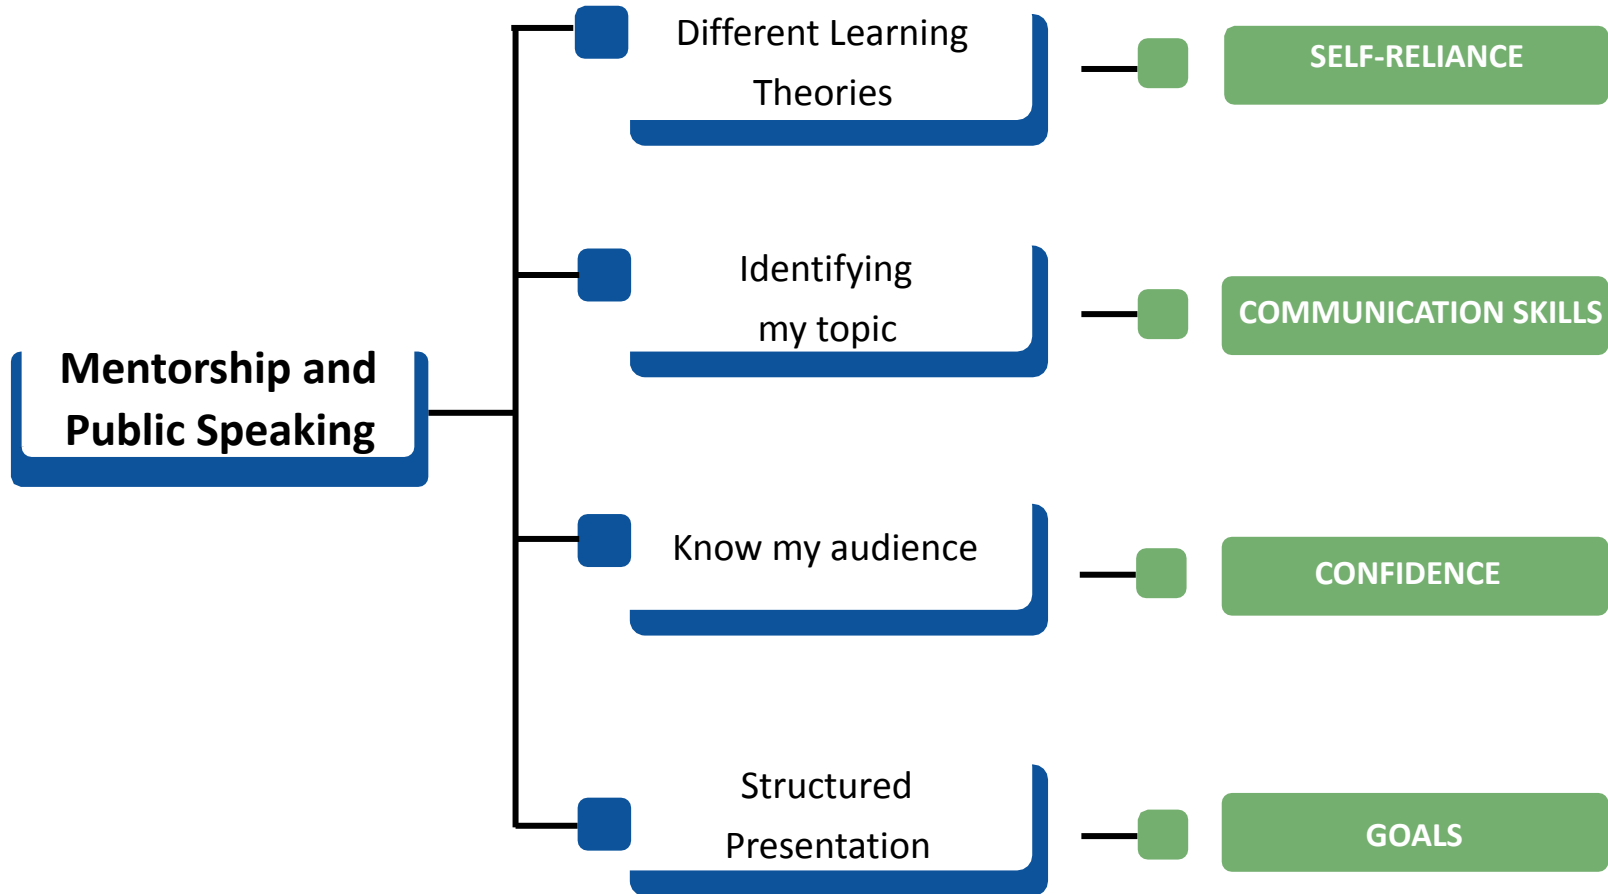 Different Learning
Theories
SELF-RELIANCE
Identifying
my topic
COMMUNICATION SKILLS
Mentorship and
Public Speaking
Know my audience
CONFIDENCE
Structured
Presentation
GOALS